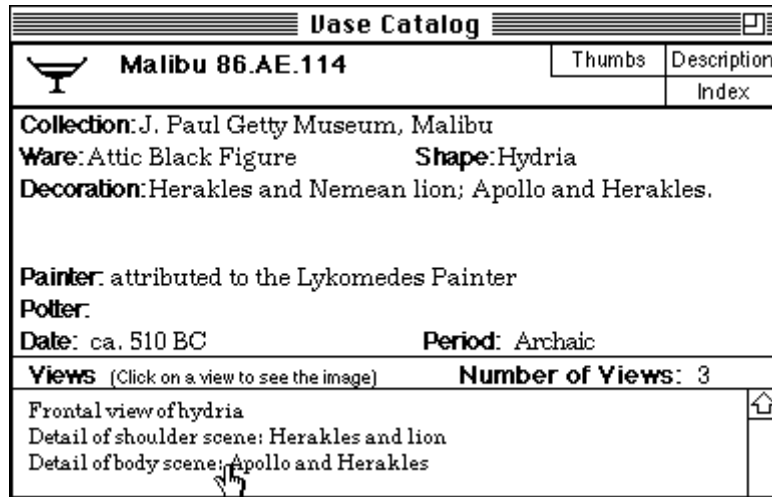 Vase Catalog
Malibu 86.AE.114
Thumbs
Description
Index
Collection: J. Paul Getty Museum, Malibu
Ware: Attic Black Figure Shape: Hydria
Decoration: Herakles and Nemean lion; Apollo and Herakles.
Painter: attributed to the Lykomedes Painter
Potter:
Date: ca. 510 BC Period: Archaic
Views (Click on a view to see the image) Number of Views: 3
Frontal view of hydria
Detail of shoulder scene: Herakles and lion
Detail of body scene: Apollo and Herakles